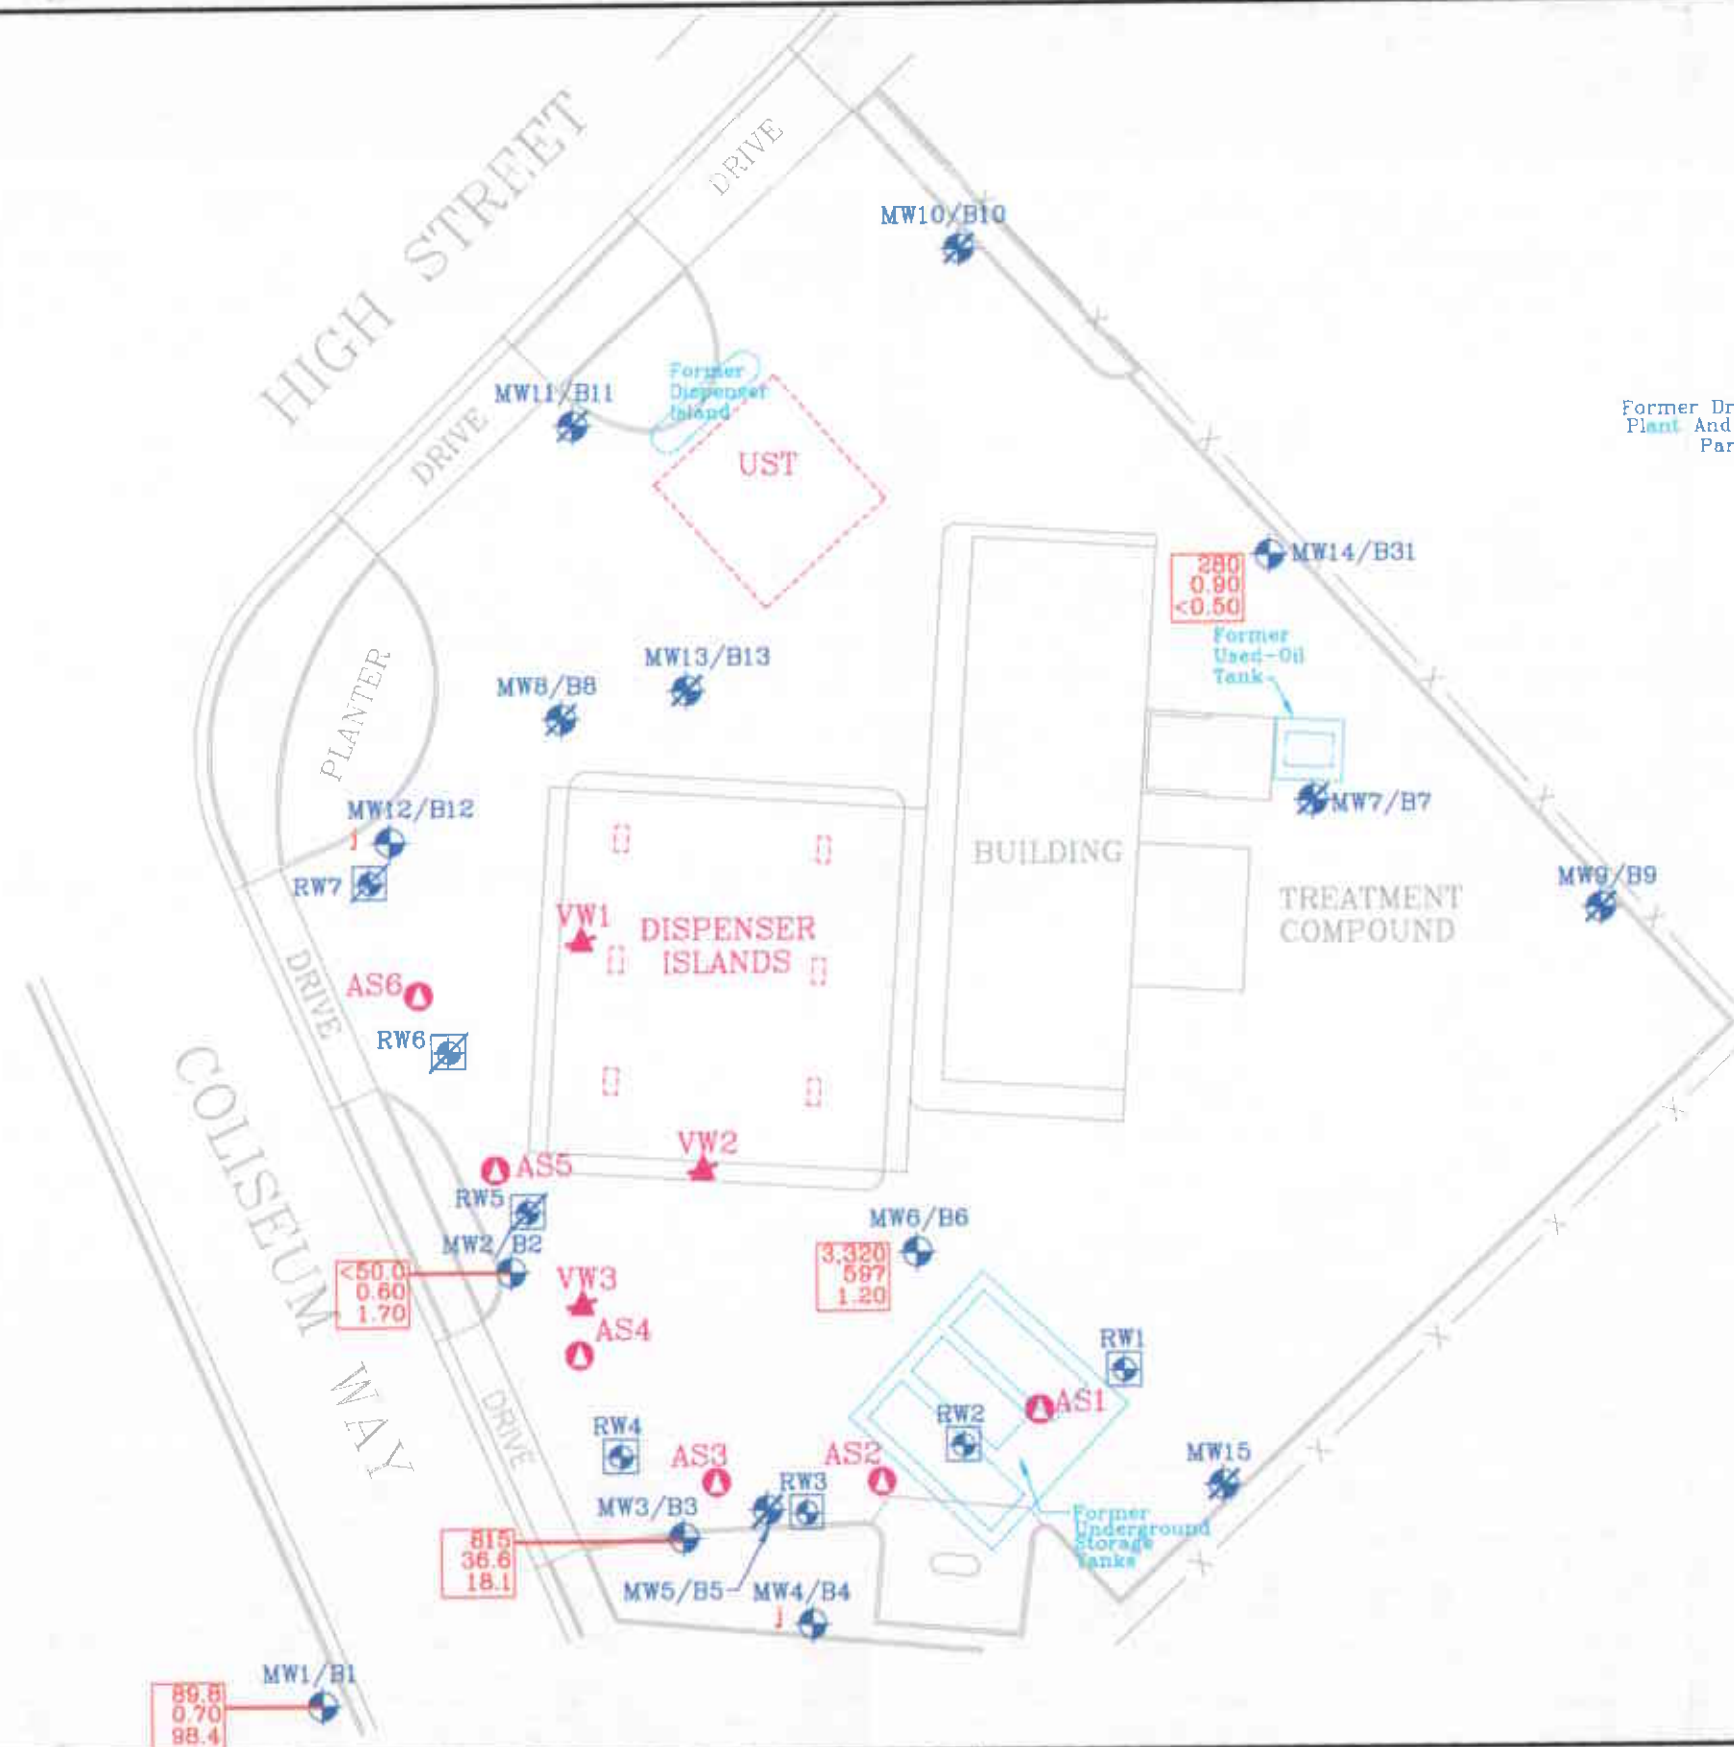 HIGH STREET
DRIVE
MW10/B10
MW11/B11
Former
Dispenser
Island
DRIVE
UST
Former
Plant And
MW14/B31
280
0.90
<0.50
Former
Used-Oil
Tank
MW13/B13
MW8/B8
PLANTER
MW12/B12
J
RW7
MW7/B7
BUILDING
TREATMENT
COMPOUND
MW9/B9
VW1
DISPENSER
ISLANDS
AS6
DRIVE
RW6
COLISEUM WAY
VW2
AS5
RW5
MW2/B2
<50.0
0.60
1.70
MW6/B6
3,320
597
1.20
VW3
AS4
RW1
AS1
RW2
DRIVE
RW4
AS3
AS2
RW3
MW15
MW3/B3
815
36.6
18.1
Former
Underground
Storage
Tanks
MW5/B5
MW4/B4
J
MW1/B1
89.8
0.70
98.4
X
X
X
X
X
X
X
X
X
X
X
X